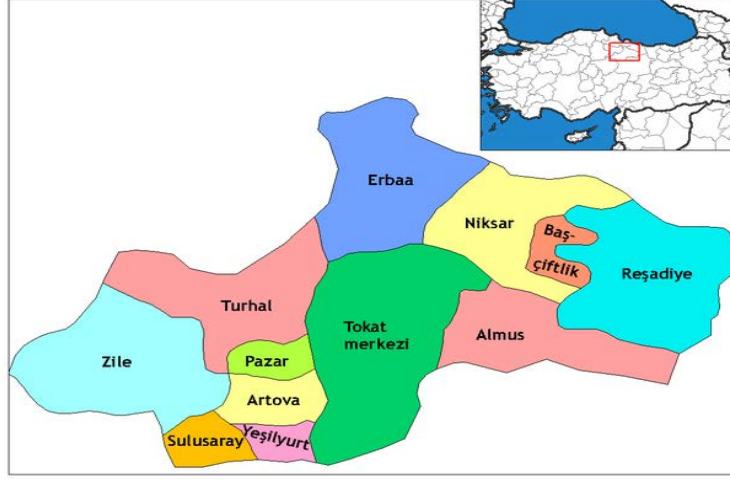 Erbaa
Niksar
Baş-
çiftlik
Reşadiye
Turhal
Tokat
merkezi
Almus
Zile
Pazar
Artova
Sulusaray
Yeşilyurt